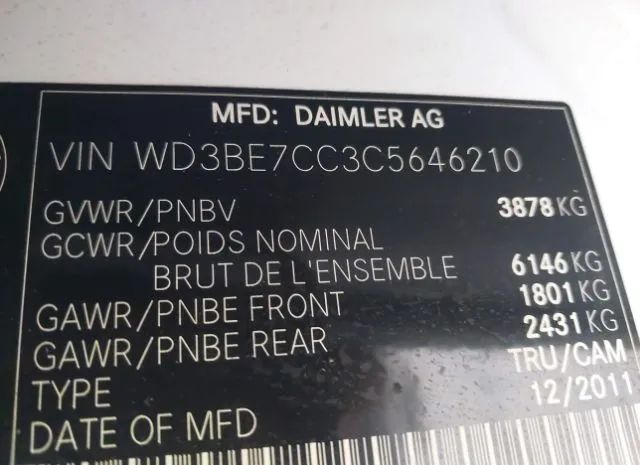 MFD: DAIMLER AG
VIN WD3BE7CC3C5646210
GVWR/PNBV 3878 KG
GCWR/POIDS NOMINAL
BRUT DE L'ENSEMBLE 6146 KG
GAWR/PNBE FRONT 1801 KG
GAWR/PNBE REAR 2431 KG
TYPE TRU/CAM
DATE OF MFD 12/2011